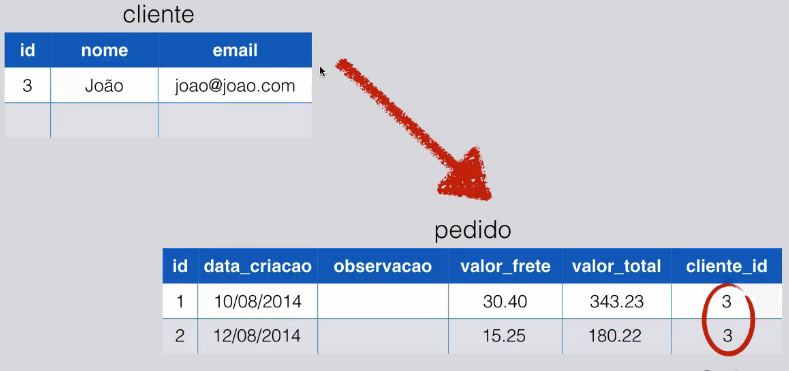 cliente
id nome email
3 João joao@joao.com
pedido
id data_criacao observacao valor_frete valor_total cliente_id
1 10/08/2014 30.40 343.23 3
2 12/08/2014 15.25 180.22 3